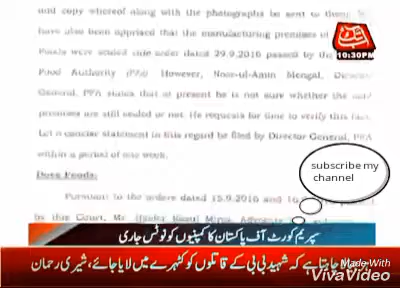 and copy whereof along with the photographs be sent to them.
have also been apprised that the manufacturing premises of
Foods were sealed vide order dated 29.9.2016 passed by the
Food Authority (PFA) However, Noor-ul-Amin Mengal, Director
General, PFA states that at present he is not sure whether the said
premises are still sealed or not. He requests for time to verify this fact.
Let a concise statement in this regard be filed by Director General, PFA
within a period of one week.
Doce Foods:
Pursuant to the orders dated 15.9.2016 and
by this Court, Mr.
10:30PM
subscribe my
channel
سپریم کورٹ آف پاکستان کا کمپنیوں کو نوٹس جاری
چاہتا ہے کہ شہید بی بی کے قاتلوں کو کٹہرے میں لایا جائے، شیری رحمان
Made With
VivaVideo